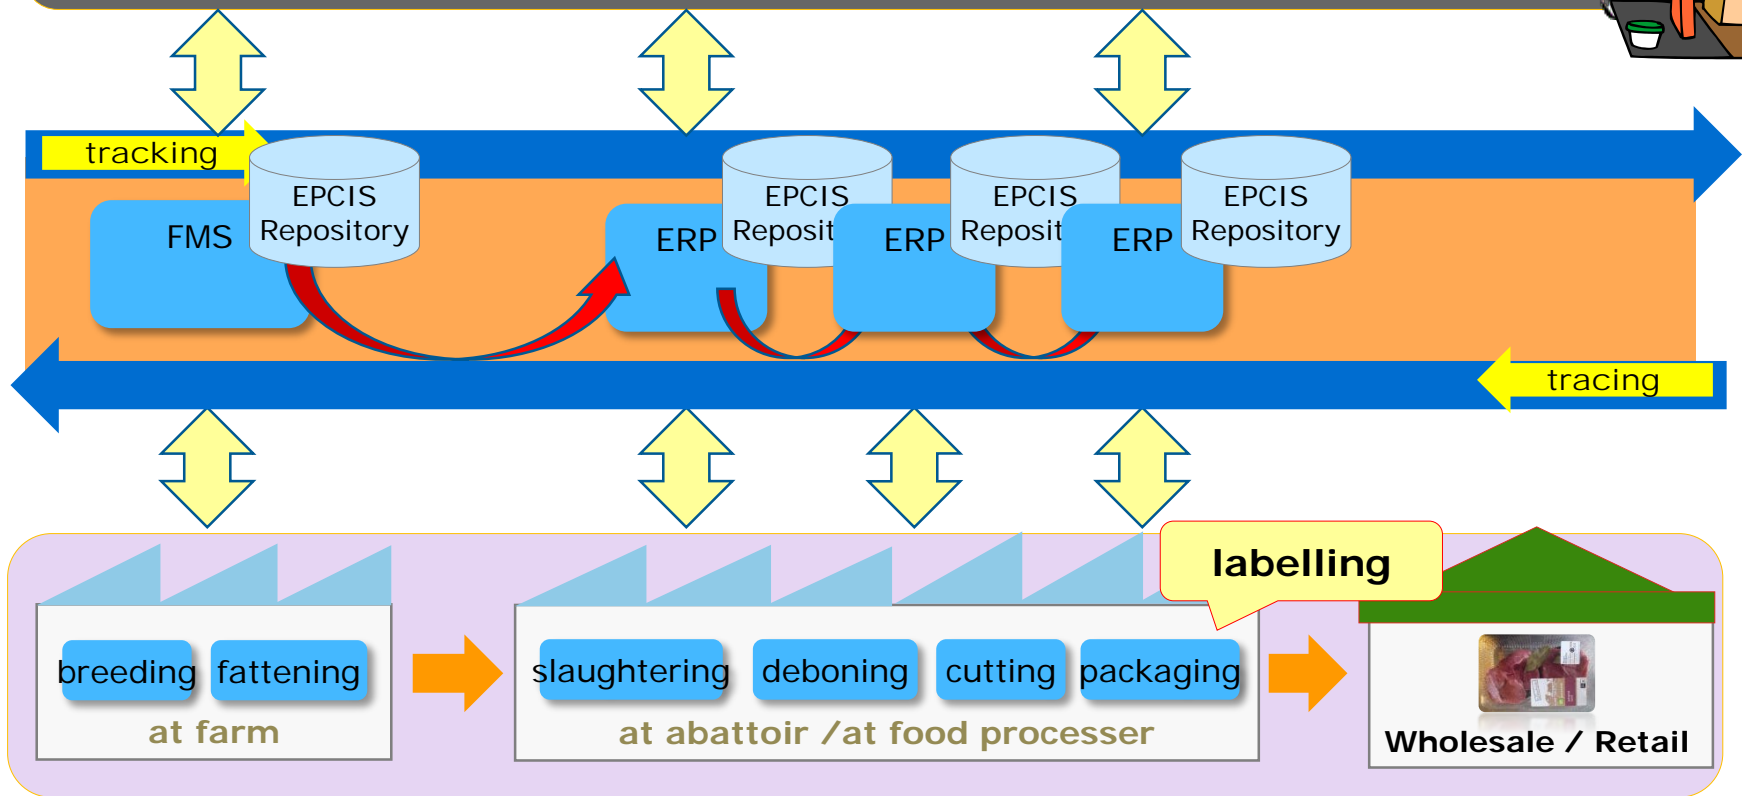 tracking
EPCIS
Repository
EPCIS
Reposit
EPCIS
Reposit
EPCIS
Repository
FMS
ERP
ERP
ERP
tracing
labelling
breeding
fattening
slaughtering
deboning
cutting
packaging
at farm
at abattoir /at food processer
Wholesale / Retail